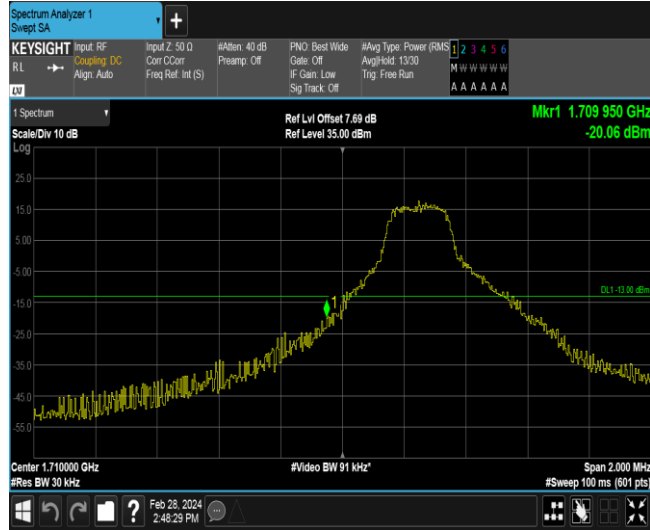 Spectrum Analyzer 1
Swept SA
+
KEYSIGHT
RL
LXI
Input: RF
Coupling: DC
Align: Auto
Input Z: 50 Ω
Corr CCorr
Freq Ref: Int (S)
#Atten: 40 dB
Preamp: Off
PNO: Best Wide
Gate: Off
IF Gain: Low
Sig Track: Off
#Avg Type: Power (RMS
Avg|Hold: 13/30
Trig: Free Run
1 2 3 4 5 6
M W W W W W
A A A A A A
1 Spectrum
Scale/Div 10 dB
Ref Lvl Offset 7.69 dB
Ref Level 35.00 dBm
Mkr1 1.709 950 GHz
-20.06 dBm
Log
25.0
15.0
5.00
-5.00
DL1 -13.00 dBm
-15.0
1
-25.0
-35.0
-45.0
-55.0
Center 1.710000 GHz
#Video BW 91 kHz*
Span 2.000 MHz
#Res BW 30 kHz
#Sweep 100 ms (601 pts)
?
Feb 28, 2024
2:48:29 PM